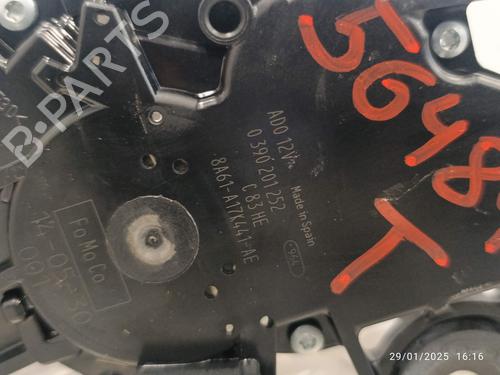 B-PARTS
ADO 12V
0 390 201 252
C 83 HE
8A61-A17K441-AE
Made in Spain
FoMoCo
14-05-30
5648
T
29/01/2025 16:16